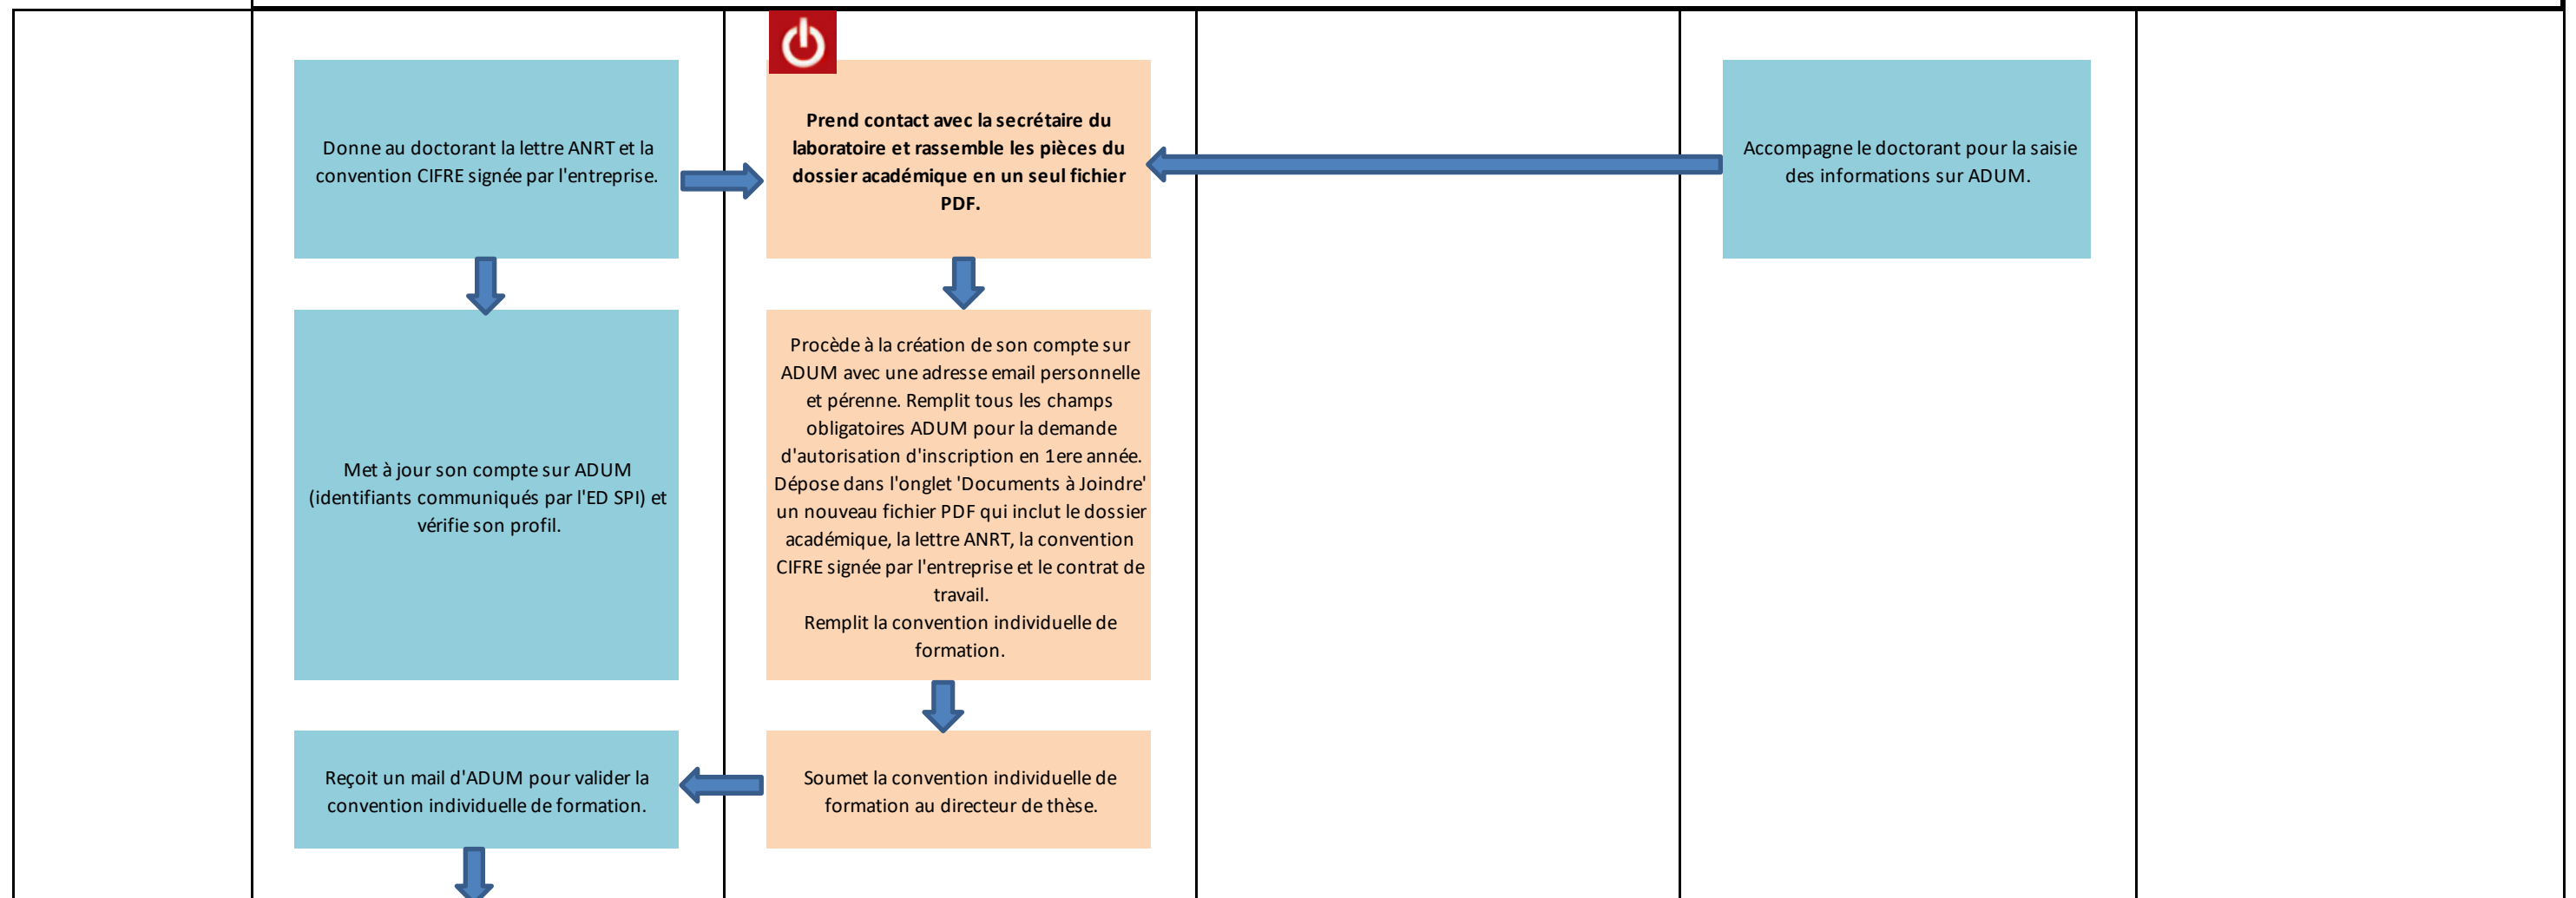 Donne au doctorant la lettre ANRT et la
convention CIFRE signée par l'entreprise.
Prend contact avec la secrétaire du
laboratoire et rassemble les pièces du
dossier académique en un seul fichier
PDF.
Accompagne le doctorant pour la saisie
des informations sur ADUM.
Met à jour son compte sur ADUM
(identifiants communiqués par l'ED SPI) et
vérifie son profil.
Procède à la création de son compte sur
ADUM avec une adresse email personnelle
et pérenne. Remplit tous les champs
obligatoires ADUM pour la demande
d'autorisation d'inscription en 1ere année.
Dépose dans l'onglet 'Documents à Joindre'
un nouveau fichier PDF qui inclut le dossier
académique, la lettre ANRT, la convention
CIFRE signée par l'entreprise et le contrat de
travail.
Remplit la convention individuelle de
formation.
Reçoit un mail d'ADUM pour valider la
convention individuelle de formation.
Soumet la convention individuelle de
formation au directeur de thèse.